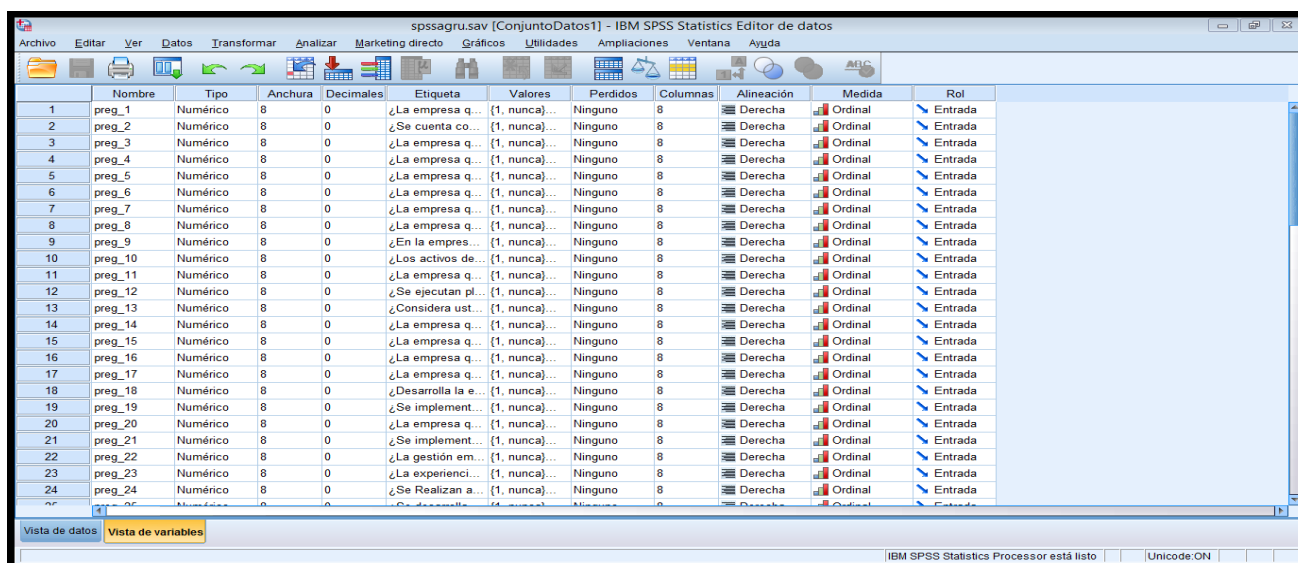 spssagru.sav [ConjuntoDatos1] - IBM SPSS Statistics Editor de datos
Archivo Editar Ver Datos Transformar Analizar Marketing directo Gráficos Utilidades Ampliaciones Ventana Ayuda
Nombre Tipo Anchura Decimales Etiqueta Valores Perdidos Columnas Alineación Medida Rol
1 preg_1 Numérico 8 0 ¿La empresa q... {1, nunca}... Ninguno 8 Derecha Ordinal Entrada
2 preg_2 Numérico 8 0 ¿Se cuenta co... {1, nunca}... Ninguno 8 Derecha Ordinal Entrada
3 preg_3 Numérico 8 0 ¿La empresa q... {1, nunca}... Ninguno 8 Derecha Ordinal Entrada
4 preg_4 Numérico 8 0 ¿La empresa q... {1, nunca}... Ninguno 8 Derecha Ordinal Entrada
5 preg_5 Numérico 8 0 ¿La empresa q... {1, nunca}... Ninguno 8 Derecha Ordinal Entrada
6 preg_6 Numérico 8 0 ¿La empresa q... {1, nunca}... Ninguno 8 Derecha Ordinal Entrada
7 preg_7 Numérico 8 0 ¿La empresa q... {1, nunca}... Ninguno 8 Derecha Ordinal Entrada
8 preg_8 Numérico 8 0 ¿La empresa q... {1, nunca}... Ninguno 8 Derecha Ordinal Entrada
9 preg_9 Numérico 8 0 ¿En la empres... {1, nunca}... Ninguno 8 Derecha Ordinal Entrada
10 preg_10 Numérico 8 0 ¿Los activos de... {1, nunca}... Ninguno 8 Derecha Ordinal Entrada
11 preg_11 Numérico 8 0 ¿La empresa q... {1, nunca}... Ninguno 8 Derecha Ordinal Entrada
12 preg_12 Numérico 8 0 ¿Se ejecutan pl... {1, nunca}... Ninguno 8 Derecha Ordinal Entrada
13 preg_13 Numérico 8 0 ¿Considera ust... {1, nunca}... Ninguno 8 Derecha Ordinal Entrada
14 preg_14 Numérico 8 0 ¿La empresa q... {1, nunca}... Ninguno 8 Derecha Ordinal Entrada
15 preg_15 Numérico 8 0 ¿La empresa q... {1, nunca}... Ninguno 8 Derecha Ordinal Entrada
16 preg_16 Numérico 8 0 ¿La empresa q... {1, nunca}... Ninguno 8 Derecha Ordinal Entrada
17 preg_17 Numérico 8 0 ¿La empresa q... {1, nunca}... Ninguno 8 Derecha Ordinal Entrada
18 preg_18 Numérico 8 0 ¿Desarrolla la e... {1, nunca}... Ninguno 8 Derecha Ordinal Entrada
19 preg_19 Numérico 8 0 ¿Se implement... {1, nunca}... Ninguno 8 Derecha Ordinal Entrada
20 preg_20 Numérico 8 0 ¿La empresa q... {1, nunca}... Ninguno 8 Derecha Ordinal Entrada
21 preg_21 Numérico 8 0 ¿Se implement... {1, nunca}... Ninguno 8 Derecha Ordinal Entrada
22 preg_22 Numérico 8 0 ¿La gestión em... {1, nunca}... Ninguno 8 Derecha Ordinal Entrada
23 preg_23 Numérico 8 0 ¿La experienci... {1, nunca}... Ninguno 8 Derecha Ordinal Entrada
24 preg_24 Numérico 8 0 ¿Se Realizan a... {1, nunca}... Ninguno 8 Derecha Ordinal Entrada
Vista de datos Vista de variables
IBM SPSS Statistics Processor está listo Unicode:ON